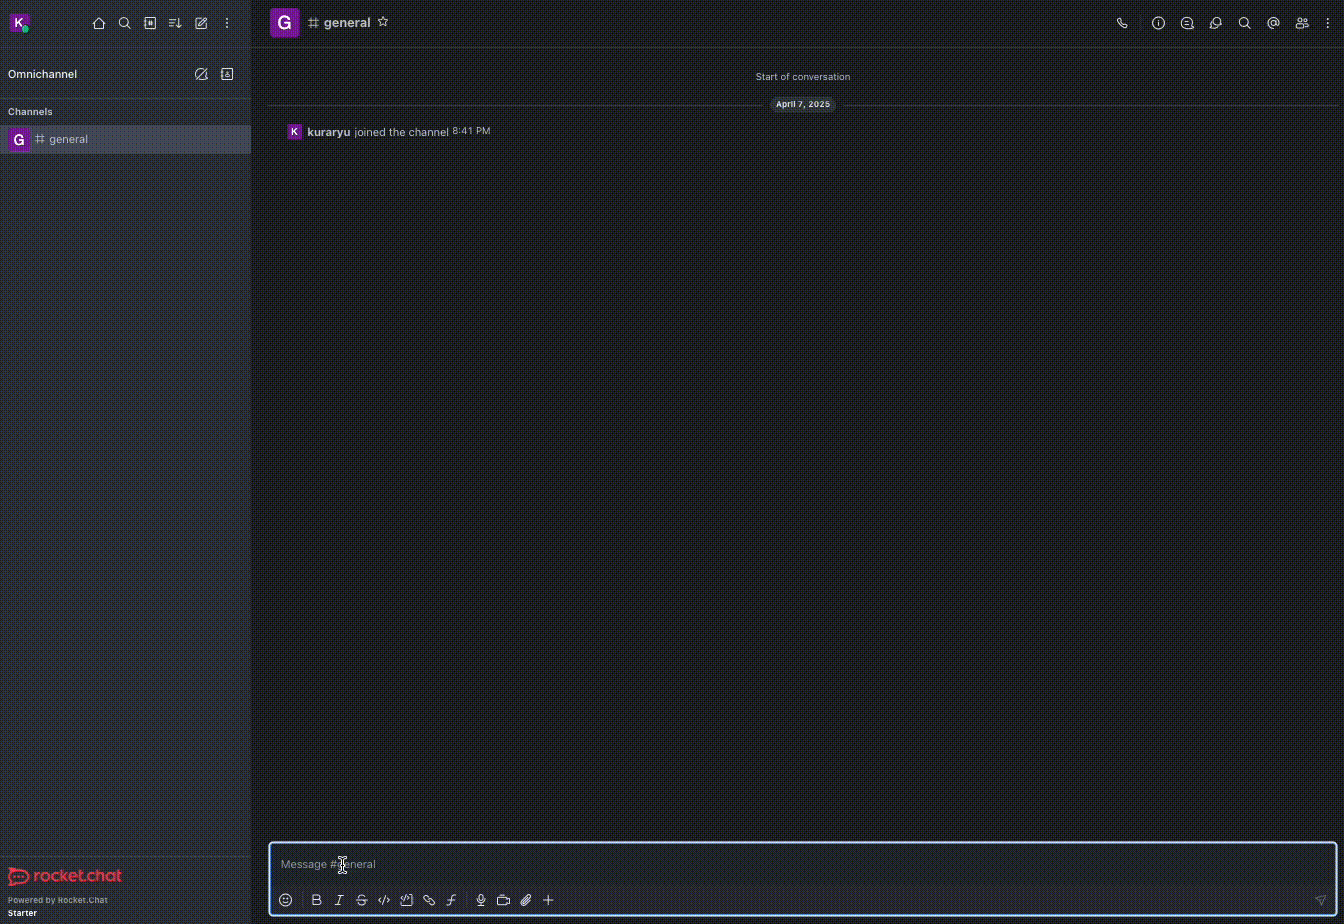 K
Omnichannel
Channels
G general
G general
Start of conversation
April 7, 2025
K kuraryu joined the channel 8:41 PM
Message #general
rocket.chat
Powered by Rocket.Chat
Starter